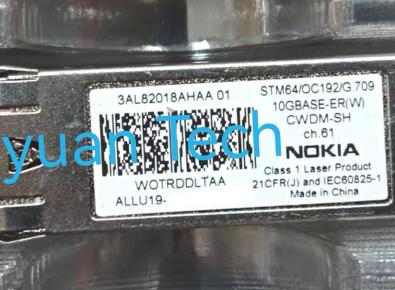 3AL82018AHAA 01
WOTRDDLTAA
ALLU19-
STM64/OC192/G.709
10GBASE-ER(W)
CWDM-SH
ch.61
NOKIA
Class 1 Laser Product
21CFR(J) and IEC60825-1
Made in China
yuan Tech